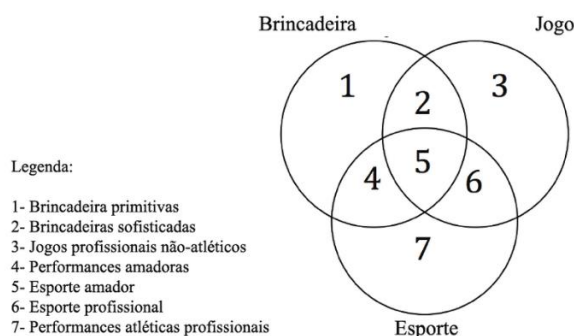 Brincadeira
Jogo
1
2
3
4
5
6
7
Esporte
Legenda:
1- Brincadeira primitivas
2- Brincadeiras sofisticadas
3- Jogos profissionais não-atléticos
4- Performances amadoras
5- Esporte amador
6- Esporte profissional
7- Performances atléticas profissionais